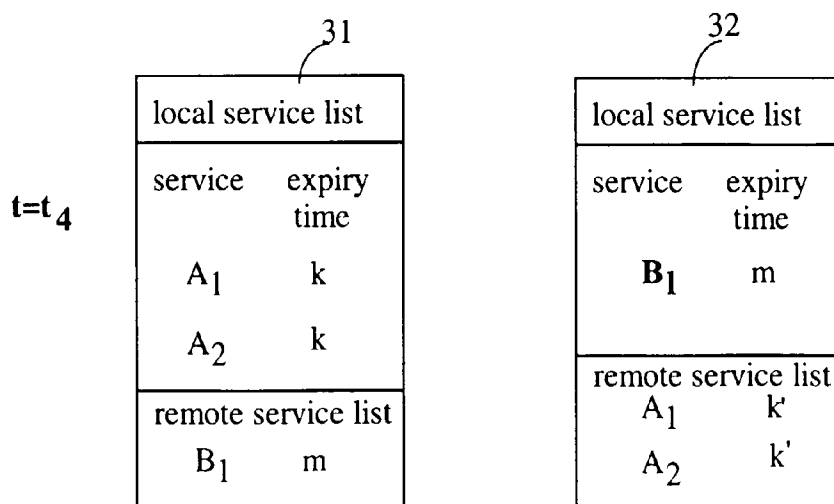 31
local service list
service expiry
time
A1 k
A2 k
remote service list
B1 m
t=t4
32
local service list
service expiry
time
B1 m
remote service list
A1 k'
A2 k'